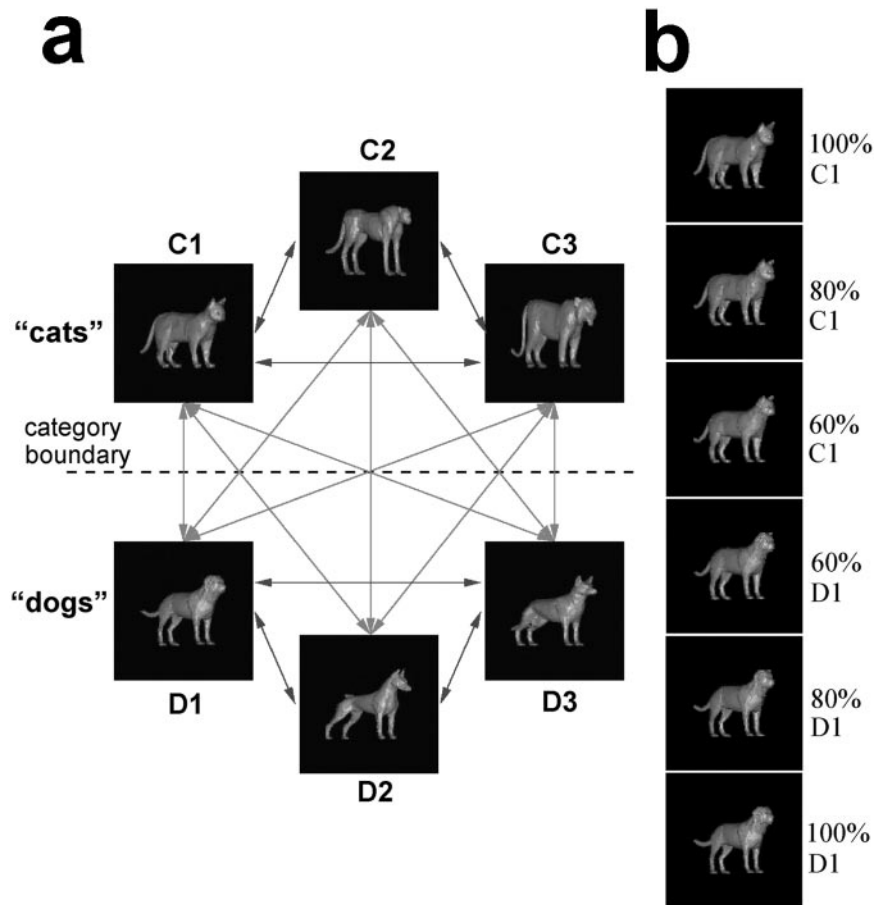 a
C2
C1
C3
“cats”
category
boundary
“dogs”
D1
D3
D2
b
100%
C1
80%
C1
60%
C1
60%
D1
80%
D1
100%
D1